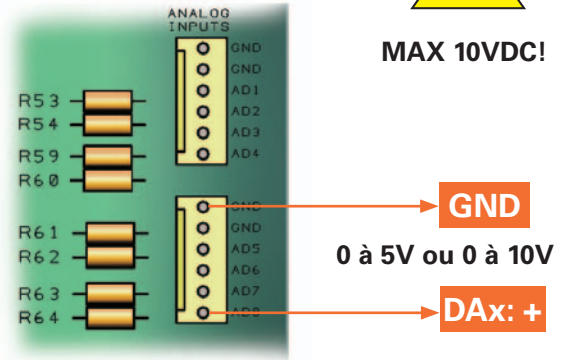 ANALOG
INPUTS
GND
GND
AD1
AD2
AD3
AD4
R53
R54
R59
R60
GND
GND
AD5
AD6
AD7
AD8
R61
R62
R63
R64
MAX 10VDC!
GND
0 à 5V ou 0 à 10V
DAx: +